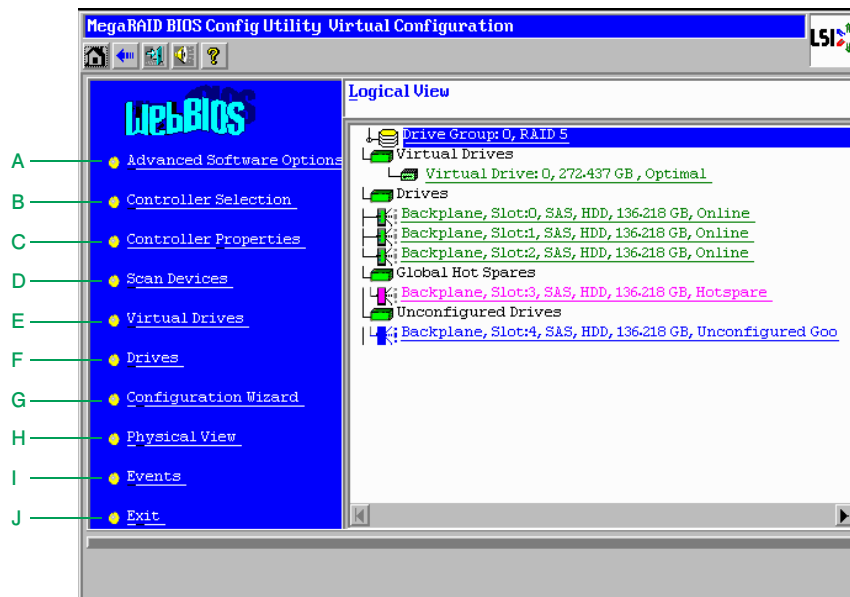 MegaRAID BIOS Config Utility Virtual Configuration
LSI
WebBIOS
Logical View
A Advanced Software Options
B Controller Selection
C Controller Properties
D Scan Devices
E Virtual Drives
F Drives
G Configuration Wizard
H Physical View
I Events
J Exit
Drive Group: 0, RAID 5
Virtual Drives
Virtual Drive: 0, 272.437 GB, Optimal
Drives
Backplane, Slot:0, SAS, HDD, 136.218 GB, Online
Backplane, Slot:1, SAS, HDD, 136.218 GB, Online
Backplane, Slot:2, SAS, HDD, 136.218 GB, Online
Global Hot Spares
Backplane, Slot:3, SAS, HDD, 136.218 GB, Hotspare
Unconfigured Drives
Backplane, Slot:4, SAS, HDD, 136.218 GB, Unconfigured Goo